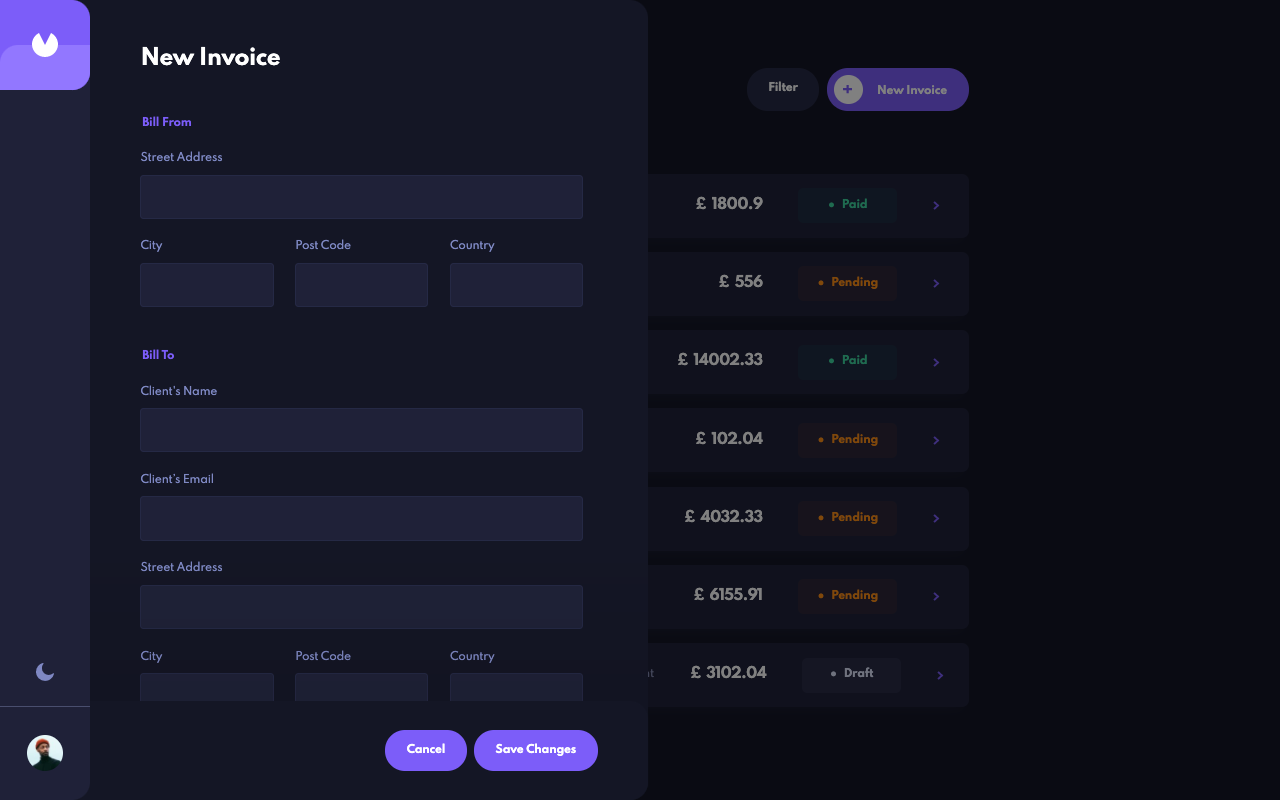 New Invoice
Bill From
Street Address
City Post Code Country
Bill To
Client's Name
Client's Email
Street Address
City Post Code Country
Cancel Save Changes
Filter + New Invoice
£ 1800.9 Paid
£ 556 Pending
£ 14002.33 Paid
£ 102.04 Pending
£ 4032.33 Pending
£ 6155.91 Pending
£ 3102.04 Draft